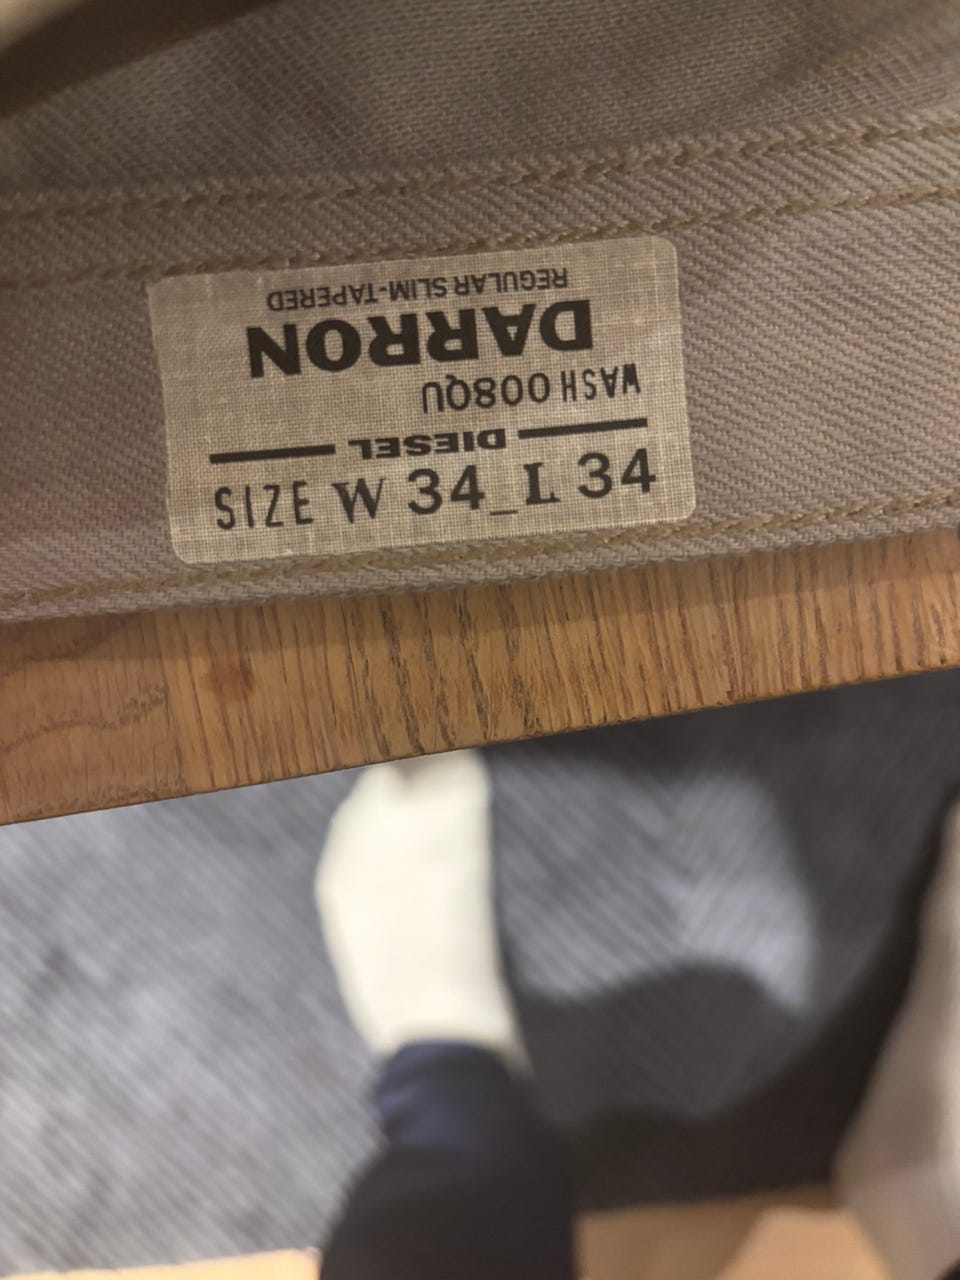 REGULAR SLIM-TAPERED
DARRON
WASH 008QU
DIESEL
SIZE W 34_L 34